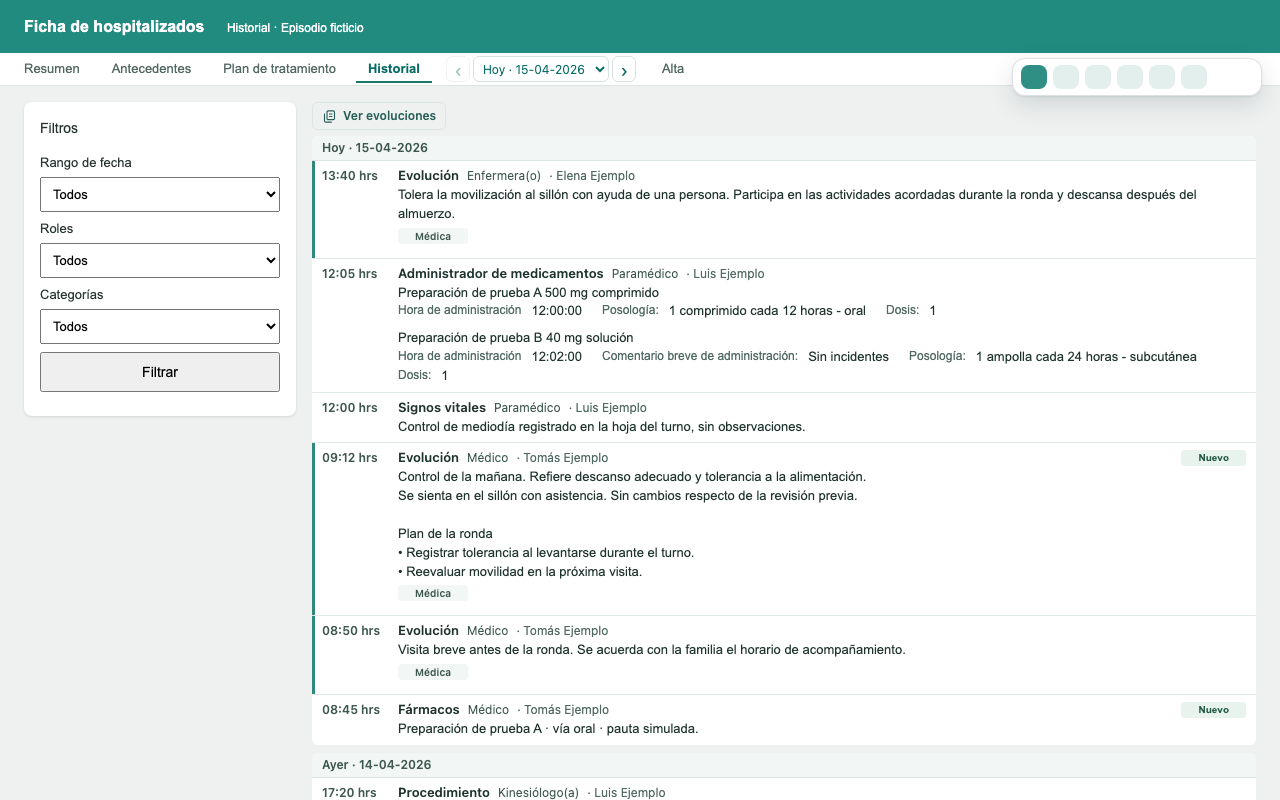 Ficha de hospitalizados Historial · Episodio ficticio
Resumen Antecedentes Plan de tratamiento Historial ‹ Hoy · 15-04-2026 › Alta
Filtros
Rango de fecha
Todos
Roles
Todos
Categorías
Todos
Filtrar
Ver evoluciones
Hoy · 15-04-2026
13:40 hrs Evolución Enfermera(o) · Elena Ejemplo
Tolera la movilización al sillón con ayuda de una persona. Participa en las actividades acordadas durante la ronda y descansa después del
almuerzo.
Médica
12:05 hrs Administrador de medicamentos Paramédico · Luis Ejemplo
Preparación de prueba A 500 mg comprimido
Hora de administración 12:00:00 Posología: 1 comprimido cada 12 horas - oral Dosis: 1
Preparación de prueba B 40 mg solución
Hora de administración 12:02:00 Comentario breve de administración: Sin incidentes Posología: 1 ampolla cada 24 horas - subcutánea
Dosis: 1
12:00 hrs Signos vitales Paramédico · Luis Ejemplo
Control de mediodía registrado en la hoja del turno, sin observaciones.
09:12 hrs Evolución Médico · Tomás Ejemplo Nuevo
Control de la mañana. Refiere descanso adecuado y tolerancia a la alimentación.
Se sienta en el sillón con asistencia. Sin cambios respecto de la revisión previa.
Plan de la ronda
• Registrar tolerancia al levantarse durante el turno.
• Reevaluar movilidad en la próxima visita.
Médica
08:50 hrs Evolución Médico · Tomás Ejemplo
Visita breve antes de la ronda. Se acuerda con la familia el horario de acompañamiento.
Médica
08:45 hrs Fármacos Médico · Tomás Ejemplo Nuevo
Preparación de prueba A · vía oral · pauta simulada.
Ayer · 14-04-2026
17:20 hrs Procedimiento Kinesiólogo(a) · Luis Ejemplo